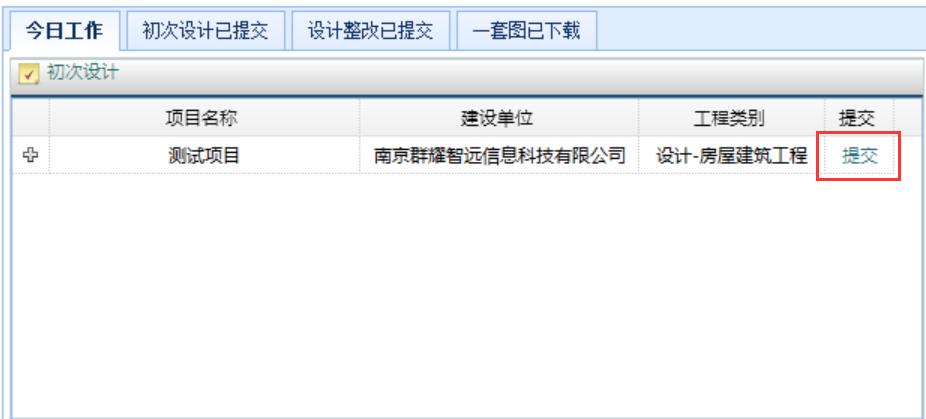 今日工作 初次设计已提交 设计整改已提交 一套图已下载
初次设计
项目名称 建设单位 工程类别 提交
测试项目 南京群耀智远信息科技有限公司 设计-房屋建筑工程 提交